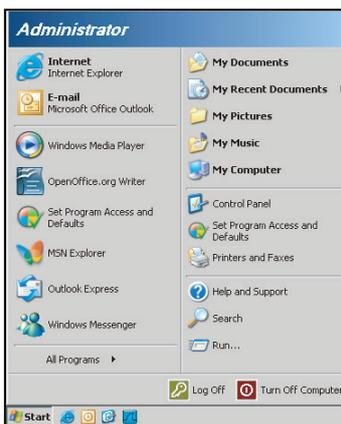 Administrator
Internet
Internet Explorer
E-mail
Microsoft Office Outlook
Windows Media Player
OpenOffice.org Writer
Set Program Access and
Defaults
MSN Explorer
Outlook Express
Windows Messenger
All Programs
My Documents
My Recent Documents
My Pictures
My Music
My Computer
Control Panel
Set Program Access and
Defaults
Printers and Faxes
Help and Support
Search
Run...
Log Off
Turn Off Computer
Start